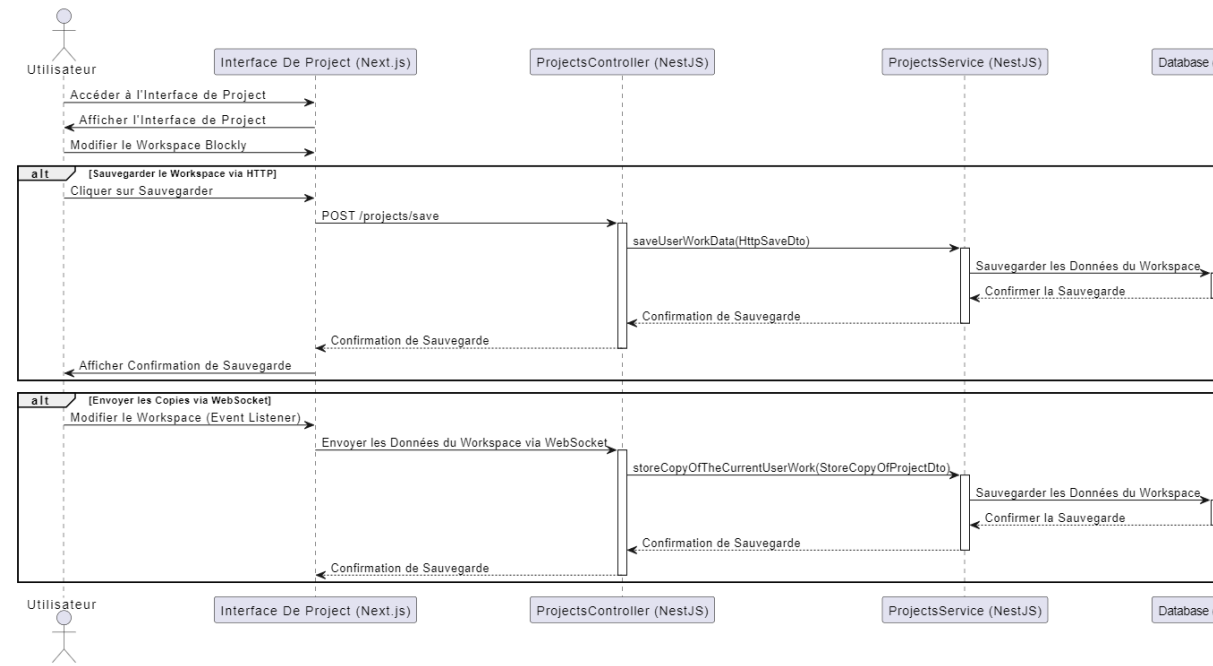 Utilisateur
Interface De Project (Next.js)
ProjectsController (NestJS)
ProjectsService (NestJS)
Database (
Accéder à l'Interface de Project
Afficher l'Interface de Project
Modifier le Workspace Blockly
alt
[Sauvegarder le Workspace via HTTP]
Cliquer sur Sauvegarder
POST /projects/save
saveUserWorkData(HttpSaveDto)
Sauvegarder les Données du Workspace
Confirmer la Sauvegarde
Confirmation de Sauvegarde
Confirmation de Sauvegarde
Afficher Confirmation de Sauvegarde
alt
[Envoyer les Copies via WebSocket]
Modifier le Workspace (Event Listener)
Envoyer les Données du Workspace via WebSocket
storeCopyOfTheCurrentUserWork(StoreCopyOfProjectDto)
Sauvegarder les Données du Workspace
Confirmer la Sauvegarde
Confirmation de Sauvegarde
Confirmation de Sauvegarde
Utilisateur
Interface De Project (Next.js)
ProjectsController (NestJS)
ProjectsService (NestJS)
Database (